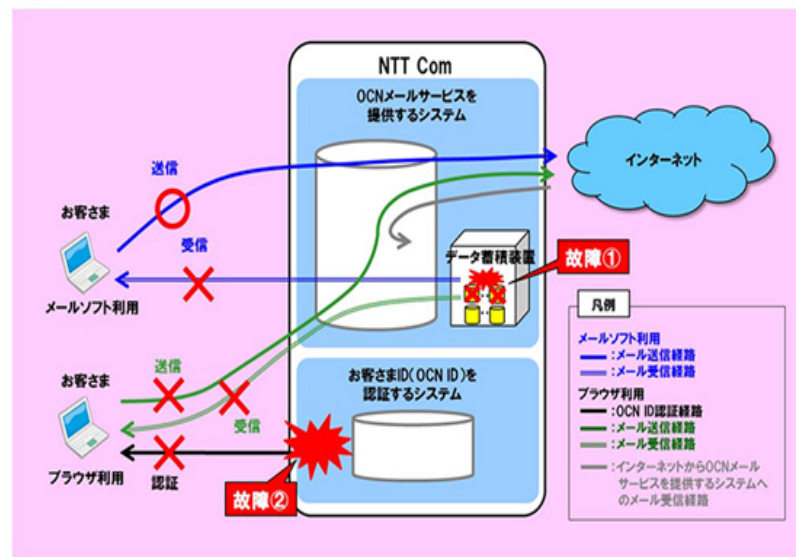 NTT Com
OCNメールサービスを
提供するシステム
インターネット
送信
お客さま
受信
メールソフト利用
データ蓄積装置
故障①
お客さま
送信
受信
ブラウザ利用
認証
お客さまID(OCN ID)を
認証するシステム
故障②
凡例
メールソフト利用
:メール送信経路
:メール受信経路
ブラウザ利用
:OCN ID認証経路
:メール送信経路
:メール受信経路
:インターネットからOCNメール
サービスを提供するシステムへ
のメール受信経路